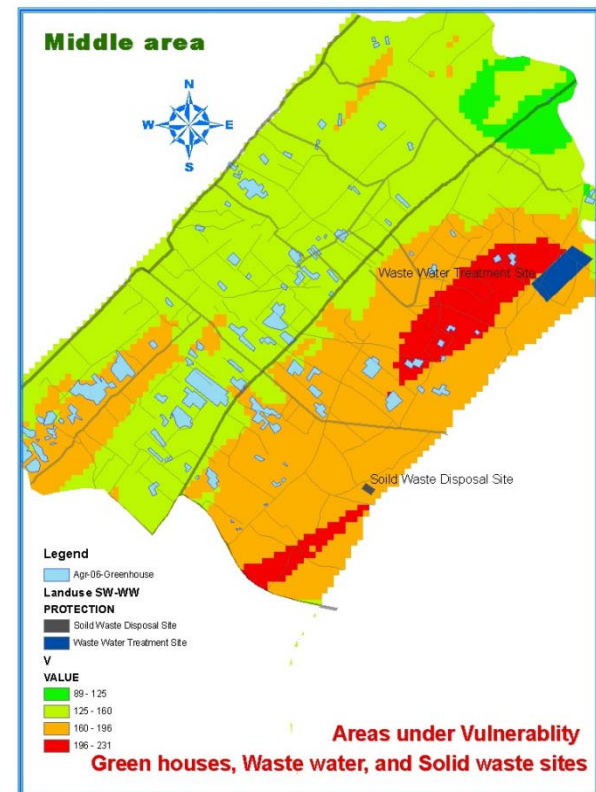 Middle area
N
W E
S
Waste Water Treatment Site
Soild Waste Disposal Site
Legend
Agr-06-Greenhouse
Landuse SW-WW
PROTECTION
Soild Waste Disposal Site
Waste Water Treatment Site
V
VALUE
89 - 125
125 - 160
160 - 196
196 - 231
Areas under Vulnerablity
Green houses, Waste water, and Solid waste sites